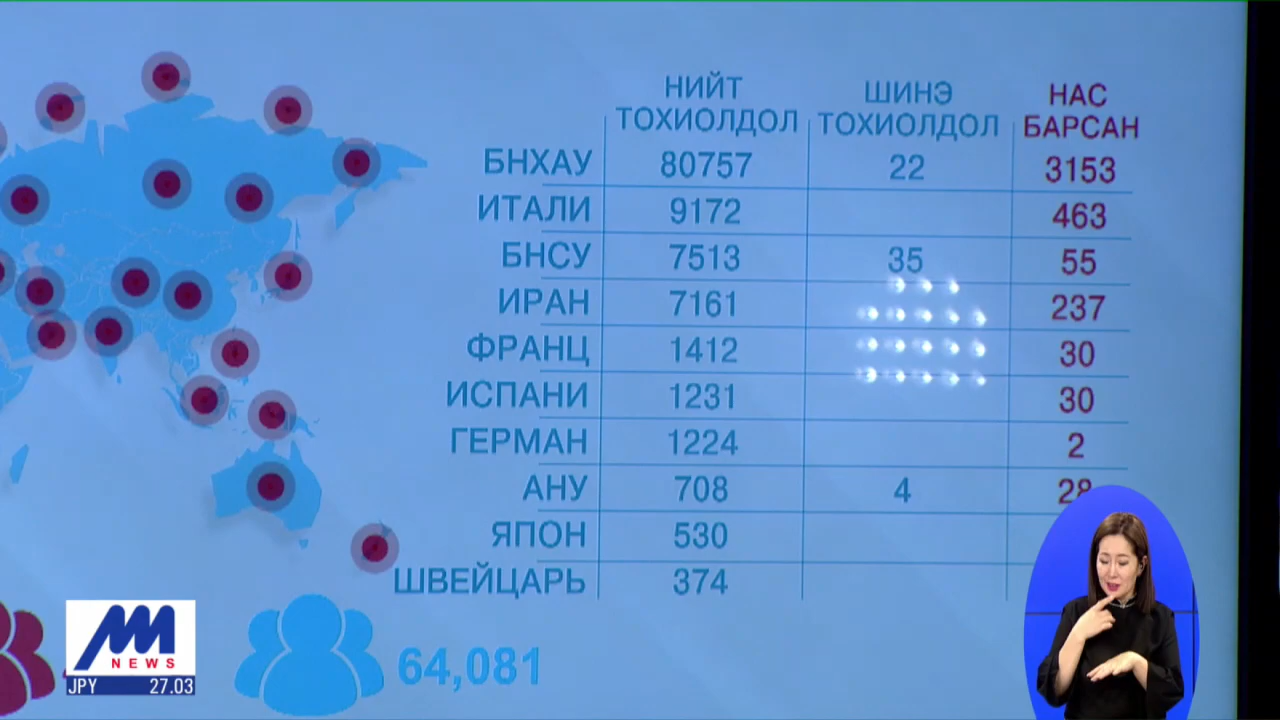 НИЙТ ТОХИОЛДОЛ
ШИНЭ ТОХИОЛДОЛ
НАС БАРСАН
БНХАУ 80757 22 3153
ИТАЛИ 9172 463
БНСУ 7513 35 55
ИРАН 7161 237
ФРАНЦ 1412 30
ИСПАНИ 1231 30
ГЕРМАН 1224 2
АНУ 708 4 28
ЯПОН 530
ШВЕЙЦАРЬ 374
64,081
M
NEWS
JPY 27.03